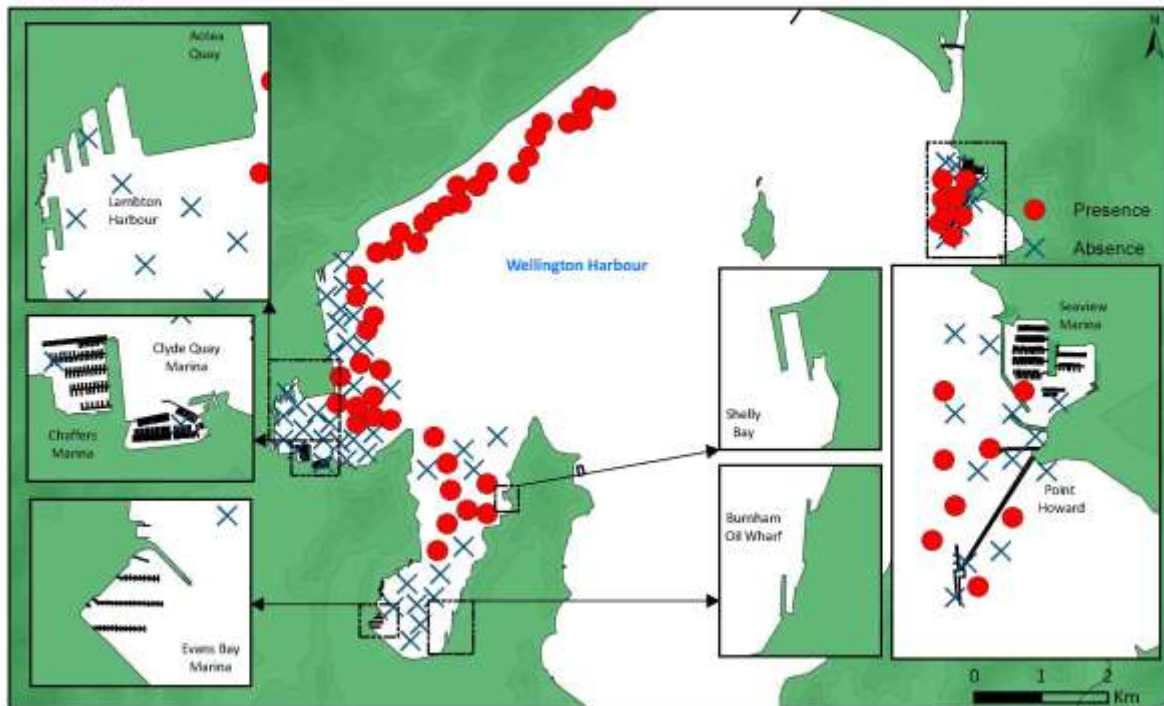 Aotea
Quay
N
Lambton
Harbour
Wellington Harbour
Presence
Absence
Clyde Quay
Marina
Chaffers
Marina
Shelly
Bay
Seaview
Marina
Point
Howard
Burnham
Oil Wharf
Evans Bay
Marina
0 1 2
Km